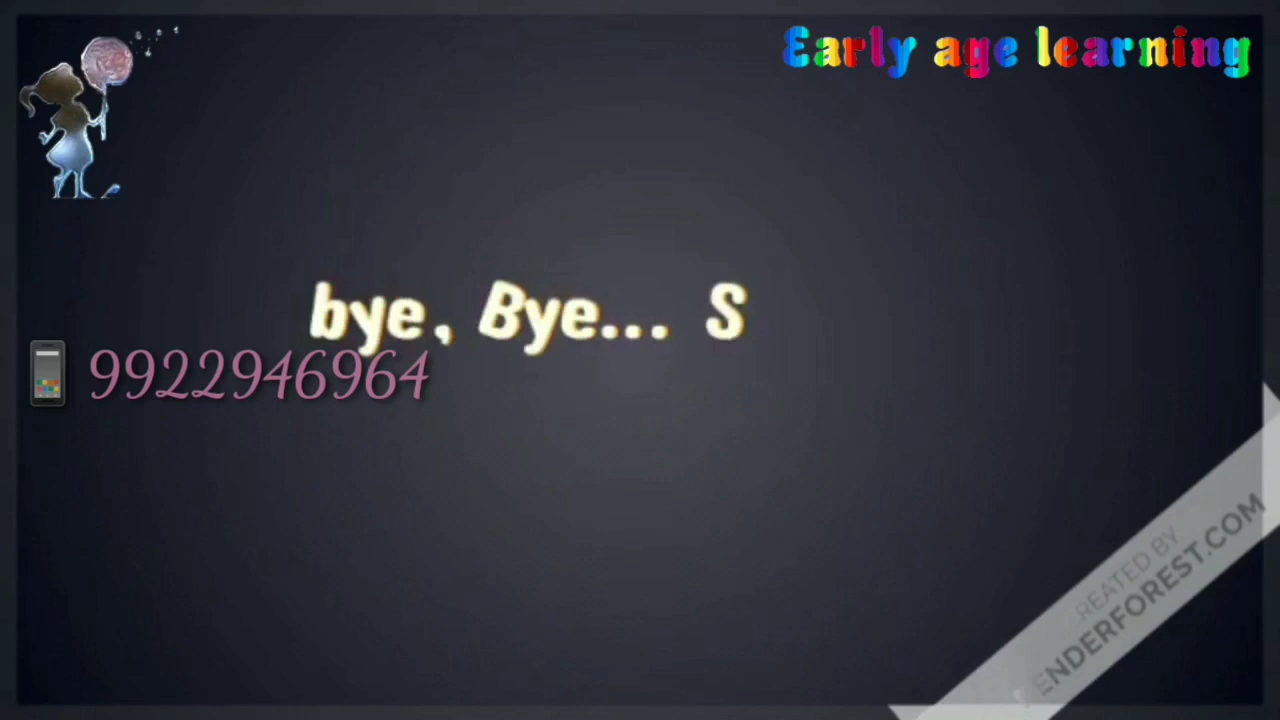 Early age learning
bye, Bye... S
9922946964
REATED BY
ENDERFOREST.COM